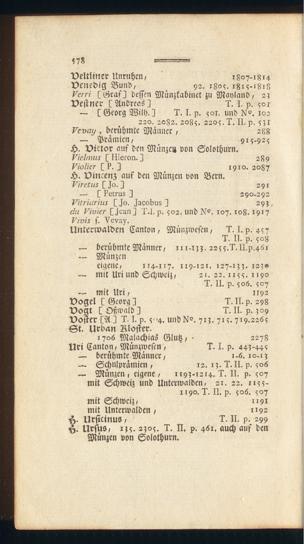 578
Veltliner Unruhen, 1807-1814
Venedig Bund, 92. 1805. 1815-1818
Verri [Graf] dessen Münzkabinet zu Mayland, 23
Vestner [Andreas] T. I. p. 501
— [Georg Wilh.] T. I. p. 501. und No. 102
220. 2082. 2085. 2205. T. II. p. 531
Vevay, berühmte Männer, 288
— Prämien, 915-925
H. Victor auf den Münzen von Solothurn.
Vielmus [Hieron.] 289
Violier [P.] 1910. 2087
H. Vincenz auf den Münzen von Bern.
Viretus [Jo.] 291
— [Petrus] 290-292
Vitriarius [Jo. Jacobus] 293
du Vivier [Jean] T. I. p. 502. und No. 107. 108. 1917
Vivis s. Vevay.
Unterwalden Canton, Münzwesen, T. I. p. 457
T. II. p. 508
— berühmte Männer, 111-133. 2255. T. II. p. 461
— Münzen
eigene, 114-117. 119-121. 127-133. 123*
— mit Uri und Schweiz, 21. 22. 1155. 1190
T. II. p. 506. 507
— mit Uri, 1192
Vogel [Georg] T. II. p. 298
Vogt [Oßwald] T. II. p. 309
Voster [A] T. I. p. 504. und No. 713. 715. 719. 2265
St. Urban Kloster.
1706 Malachias Glutz, 2278
Uri Canton, Münzwesen, T. I. p. 443-445
— berühmte Männer, 1-6. 10-13
— Schulprämien, 12. 13. T. II. p. 506
— Münzen, eigene, 1193-1214. T. II. p. 507
mit Schweiz und Unterwalden, 21. 22. 1155-
1190. T. II. p. 506. 507
mit Schweiz, 1191
mit Unterwalden, 1192
H. Ursicinus, T. II. p. 299
H. Ursus, 135. 2305. T. II. p. 461. auch auf den
Münzen von Solothurn.